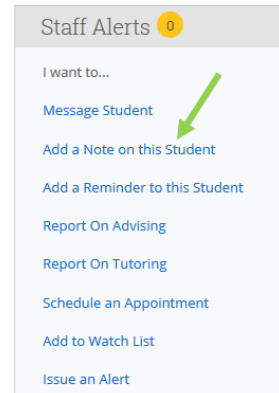 Staff Alerts 0
I want to...
Message Student
Add a Note on this Student
Add a Reminder to this Student
Report On Advising
Report On Tutoring
Schedule an Appointment
Add to Watch List
Issue an Alert